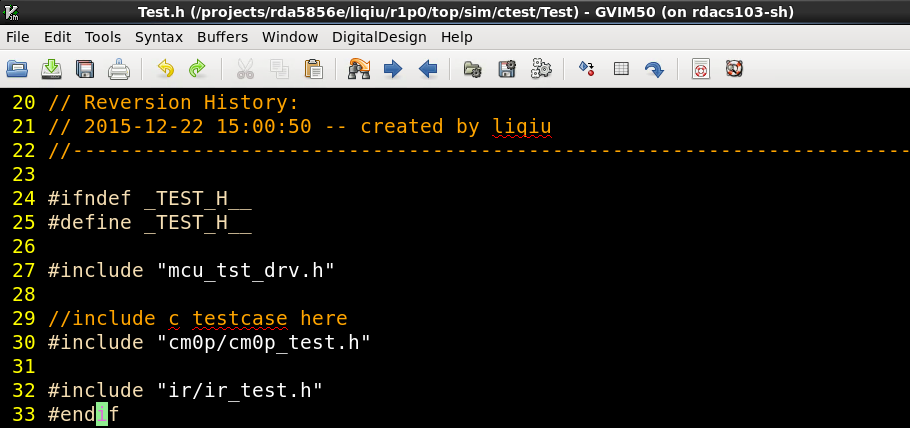 Test.h (/projects/rda5856e/liqiu/r1p0/top/sim/ctest/Test) - GVIM50 (on rdacs103-sh)
File Edit Tools Syntax Buffers Window DigitalDesign Help
20 // Reversion History:
21 // 2015-12-22 15:00:50 -- created by liqiu
22 //------------------------------------------------------------------------
23
24 #ifndef _TEST_H__
25 #define _TEST_H__
26
27 #include "mcu_tst_drv.h"
28
29 //include c testcase here
30 #include "cm0p/cm0p_test.h"
31
32 #include "ir/ir_test.h"
33 #endif